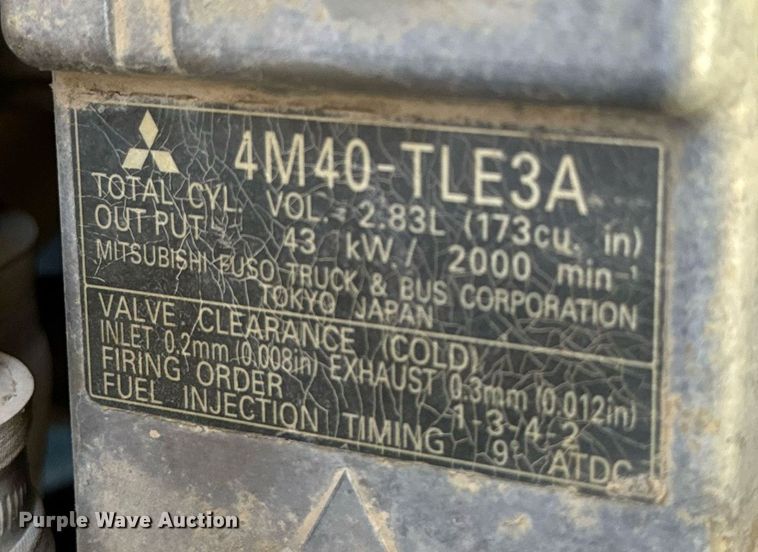 4M40-TLE3A
TOTAL CYL. VOL. 2.83L (173cu. in)
OUTPUT 43 kW / 2000 min⁻¹
MITSUBISHI FUSO TRUCK & BUS CORPORATION
TOKYO JAPAN
VALVE CLEARANCE (COLD)
INLET 0.2mm (0.008in) EXHAUST 0.3mm (0.012in)
FIRING ORDER 1-3-4-2
FUEL INJECTION TIMING 9° ATDC
Purple Wave Auction